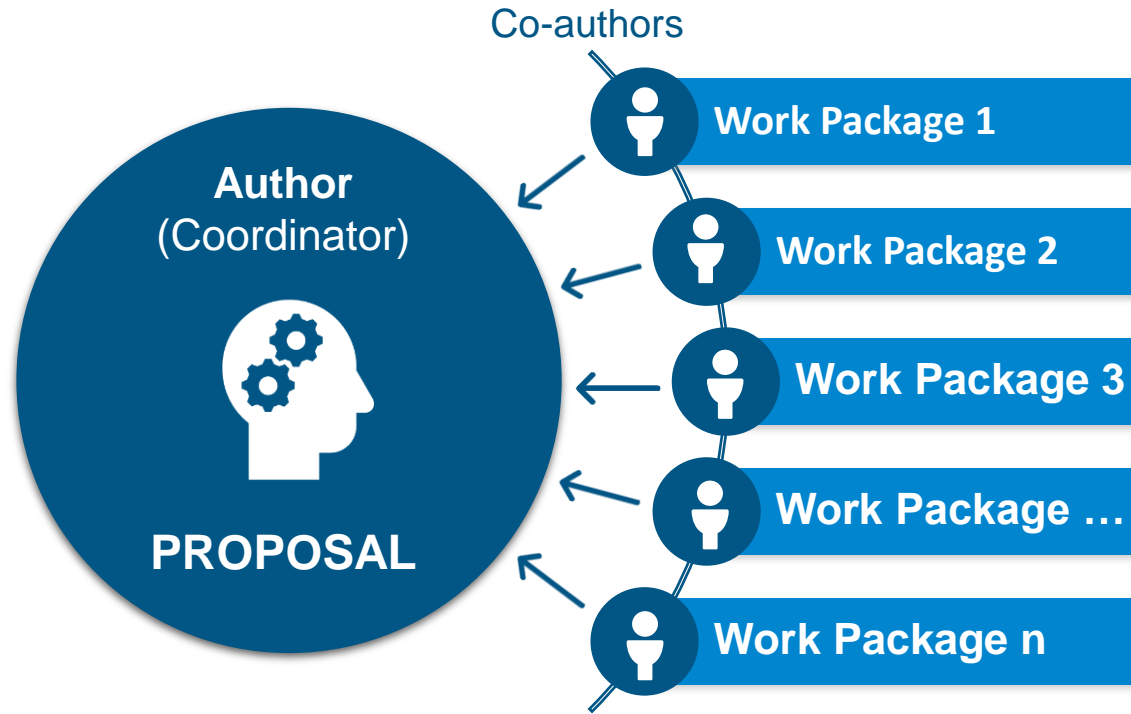 Co-authors
Author
(Coordinator)
PROPOSAL
Work Package 1
Work Package 2
Work Package 3
Work Package …
Work Package n